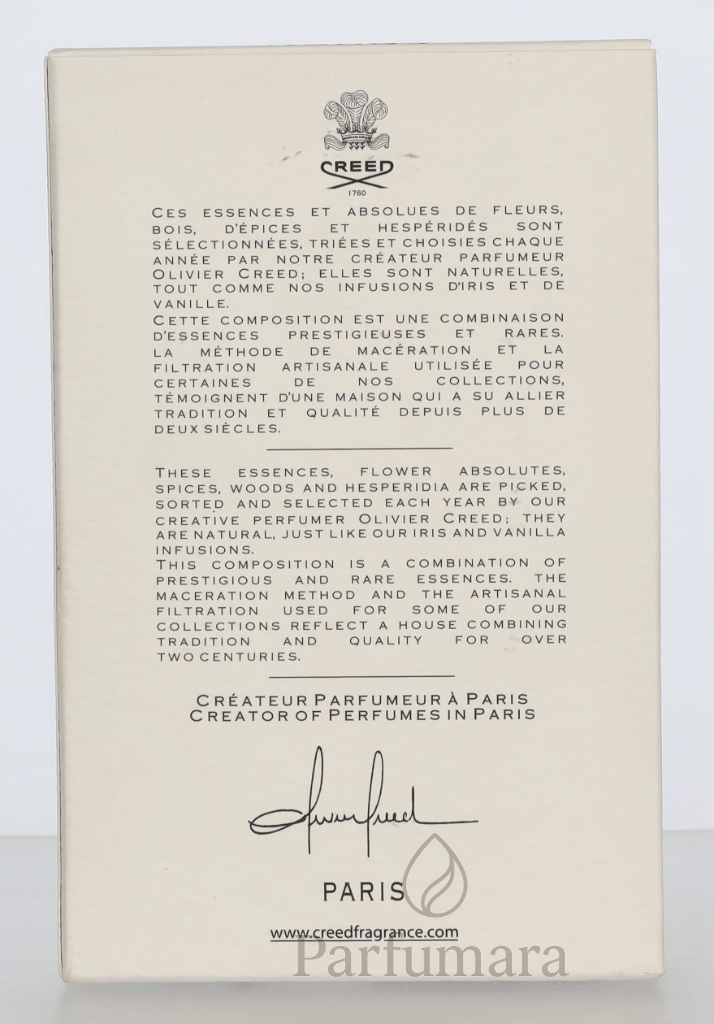 CREED
1760
CES ESSENCES ET ABSOLUES DE FLEURS,
BOIS, D'ÉPICES ET HESPÉRIDÉS SONT
SÉLECTIONNÉES, TRIÉES ET CHOISIES CHAQUE
ANNÉE PAR NOTRE CRÉATEUR PARFUMEUR
OLIVIER CREED; ELLES SONT NATURELLES,
TOUT COMME NOS INFUSIONS D'IRIS ET DE
VANILLE.
CETTE COMPOSITION EST UNE COMBINAISON
D'ESSENCES PRESTIGIEUSES ET RARES.
LA MÉTHODE DE MACÉRATION ET LA
FILTRATION ARTISANALE UTILISÉE POUR
CERTAINES DE NOS COLLECTIONS,
TÉMOIGNENT D'UNE MAISON QUI A SU ALLIER
TRADITION ET QUALITÉ DEPUIS PLUS DE
DEUX SIÈCLES.
THESE ESSENCES, FLOWER ABSOLUTES,
SPICES, WOODS AND HESPERIDIA ARE PICKED,
SORTED AND SELECTED EACH YEAR BY OUR
CREATIVE PERFUMER OLIVIER CREED; THEY
ARE NATURAL, JUST LIKE OUR IRIS AND VANILLA
INFUSIONS.
THIS COMPOSITION IS A COMBINATION OF
PRESTIGIOUS AND RARE ESSENCES. THE
MACERATION METHOD AND THE ARTISANAL
FILTRATION USED FOR SOME OF OUR
COLLECTIONS REFLECT A HOUSE COMBINING
TRADITION AND QUALITY FOR OVER
TWO CENTURIES.
CRÉATEUR PARFUMEUR À PARIS
CREATOR OF PERFUMES IN PARIS
Olivier Creed
PARIS
www.creedfragrance.com
Parfumara